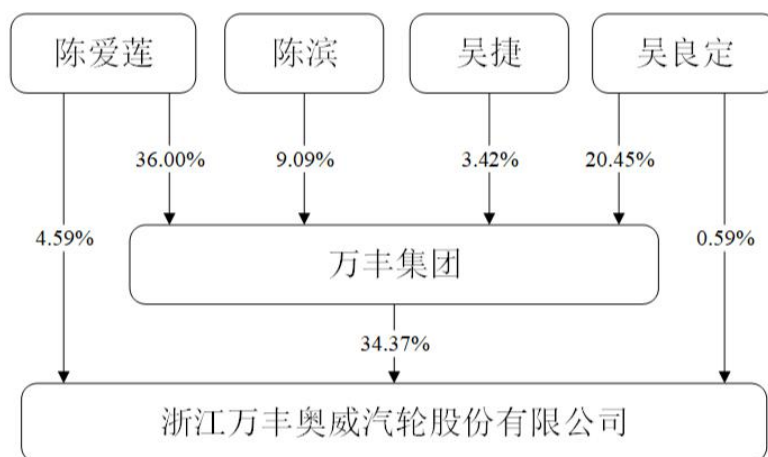 陈爱莲
陈滨
吴捷
吴良定
36.00%
9.09%
3.42%
20.45%
4.59%
万丰集团
0.59%
34.37%
浙江万丰奥威汽轮股份有限公司